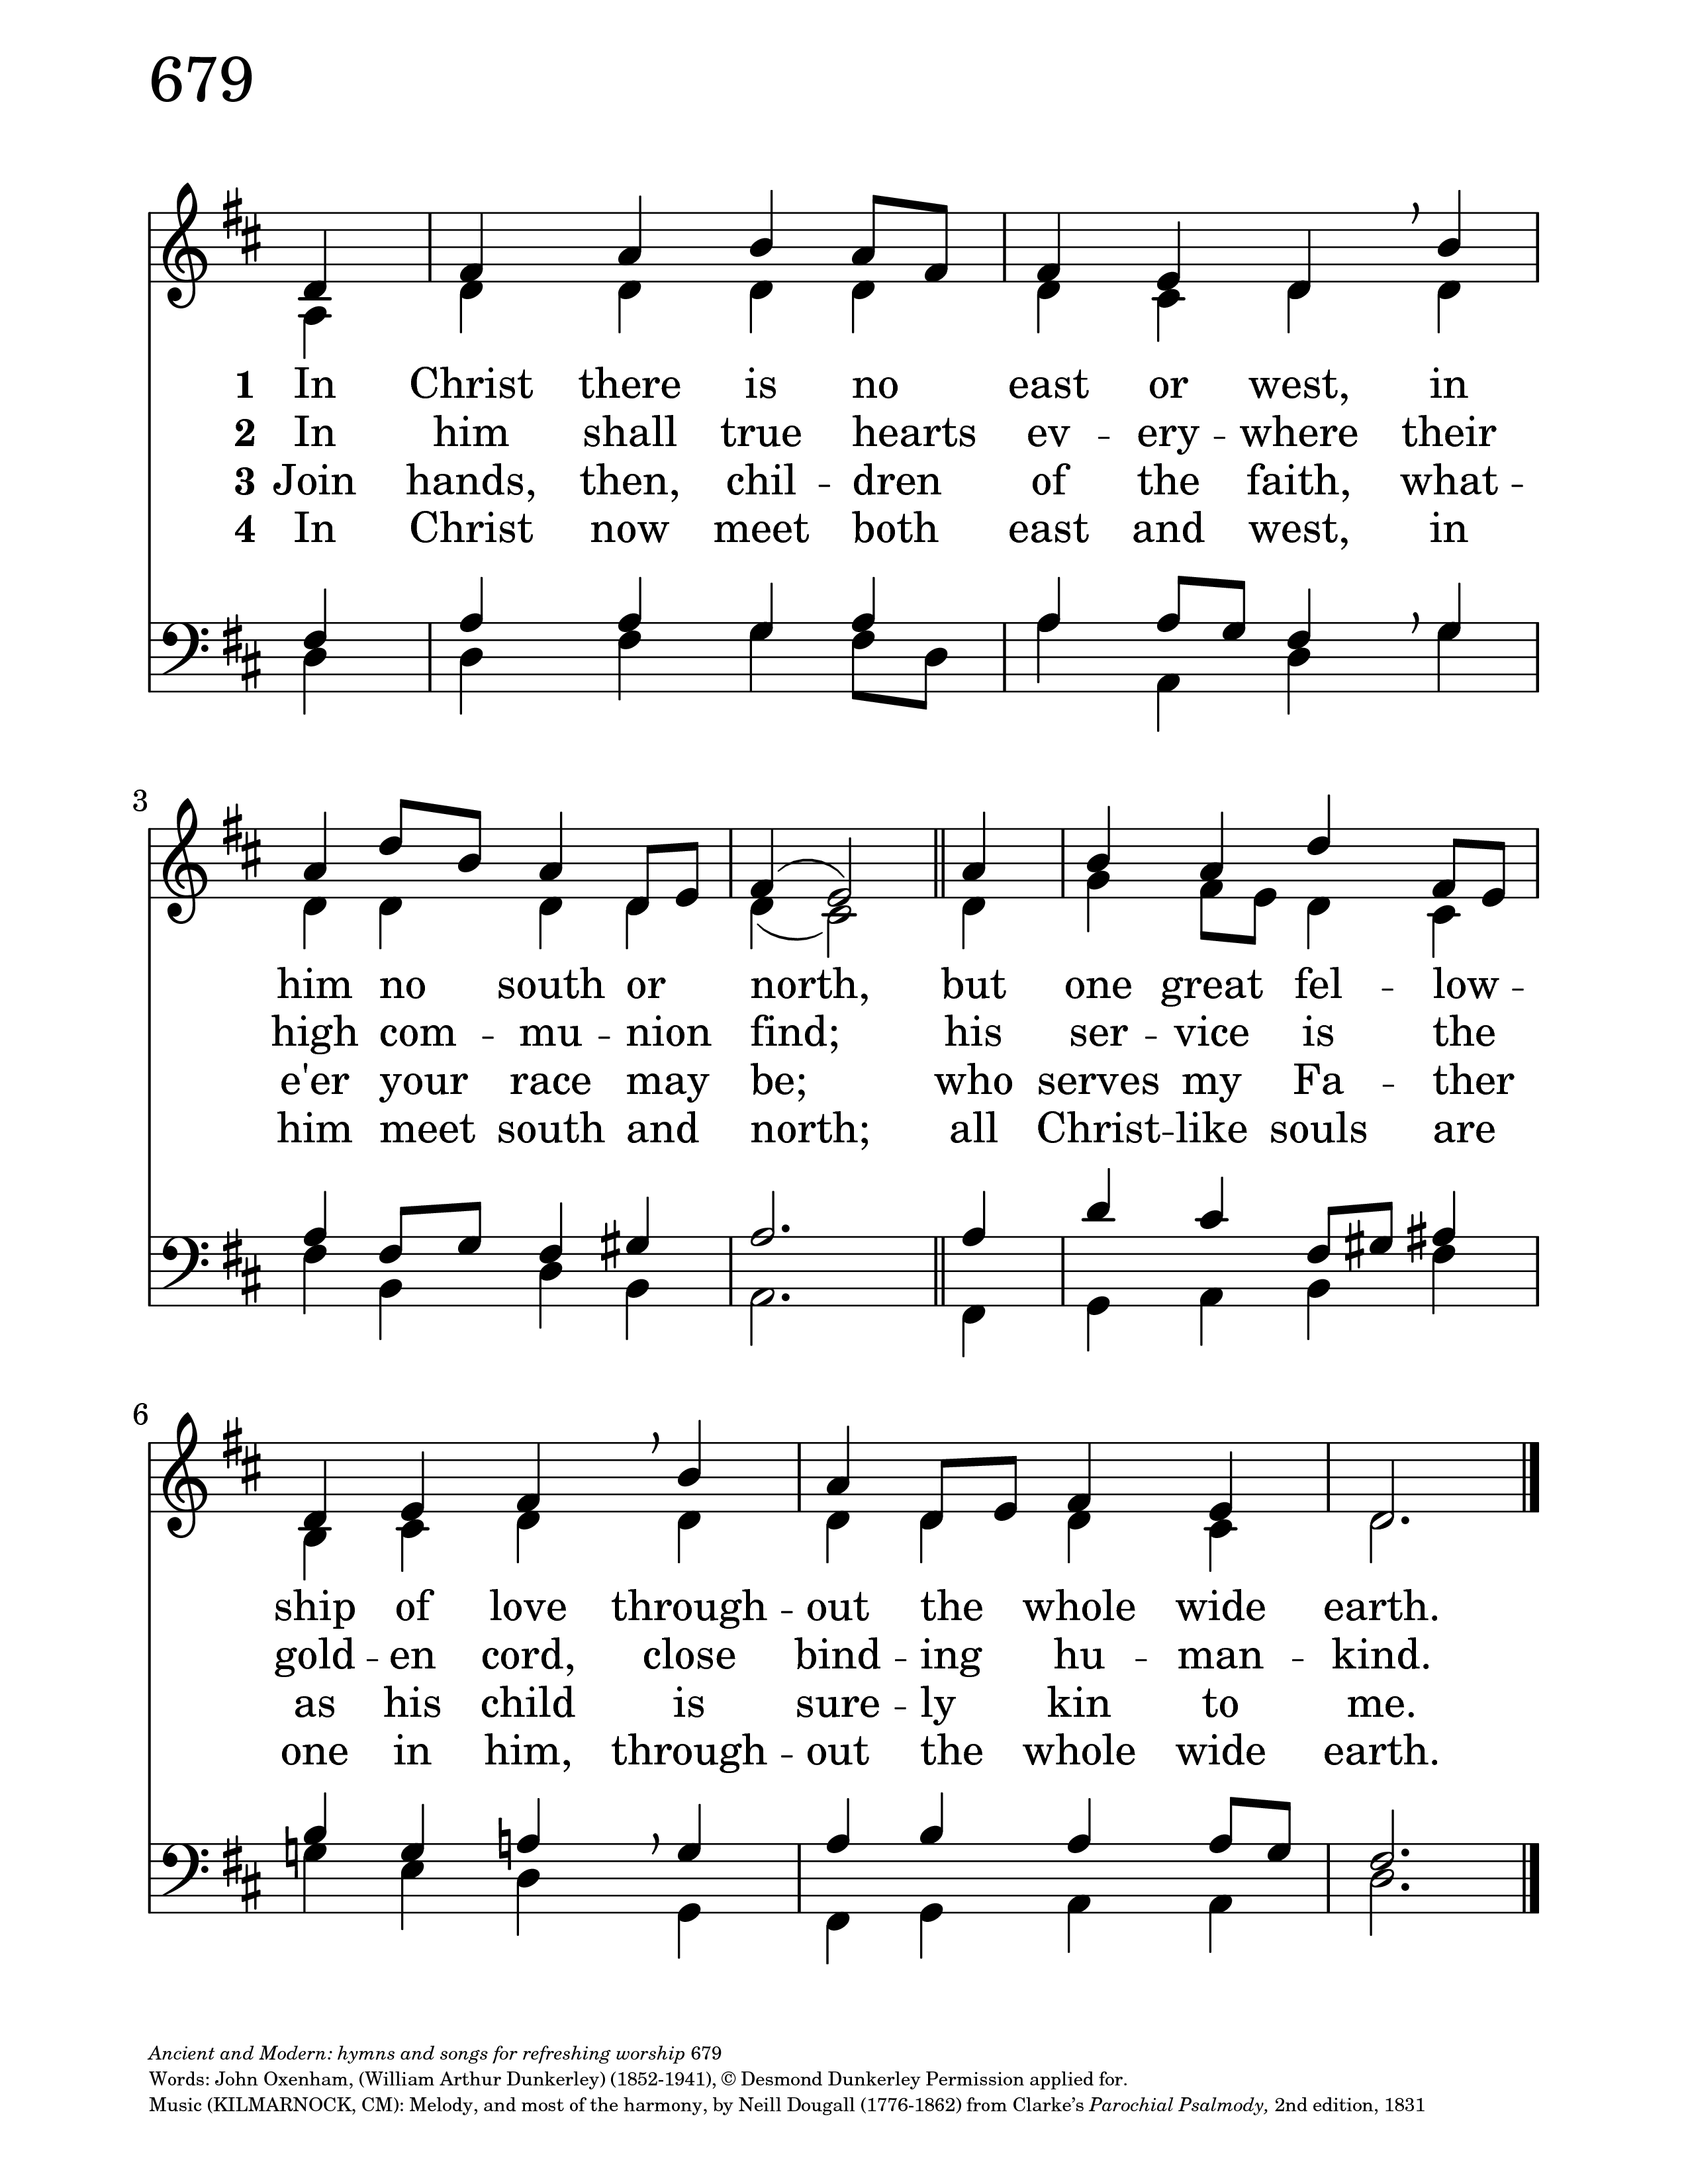 679
1 In Christ there is no east or west, in
2 In him shall true hearts ev - ery - where their
3 Join hands, then, chil - dren of the faith, what -
4 In Christ now meet both east and west, in
3
him no south or north, but one great fel - low -
high com - mu - nion find; his ser - vice is the
e'er your race may be; who serves my Fa - ther
him meet south and north; all Christ - like souls are
6
ship of love through - out the whole wide earth.
gold - en cord, close bind - ing hu - man - kind.
as his child is sure - ly kin to me.
one in him, through - out the whole wide earth.
Ancient and Modern: hymns and songs for refreshing worship 679
Words: John Oxenham, (William Arthur Dunkerley) (1852-1941), © Desmond Dunkerley Permission applied for.
Music (KILMARNOCK, CM): Melody, and most of the harmony, by Neill Dougall (1776-1862) from Clarke’s Parochial Psalmody, 2nd edition, 1831